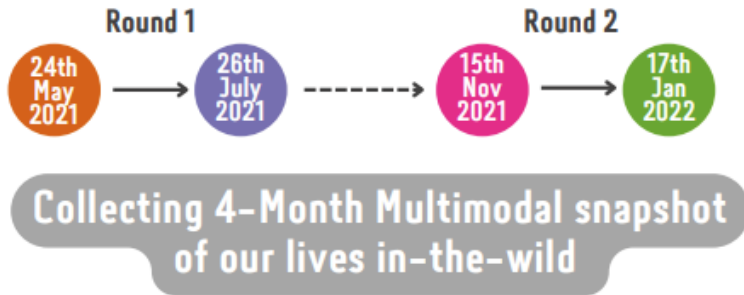 Round 1
Round 2
24th
May
2021
26th
July
2021
15th
Nov
2021
17th
Jan
2022
Collecting 4-Month Multimodal snapshot
of our lives in-the-wild